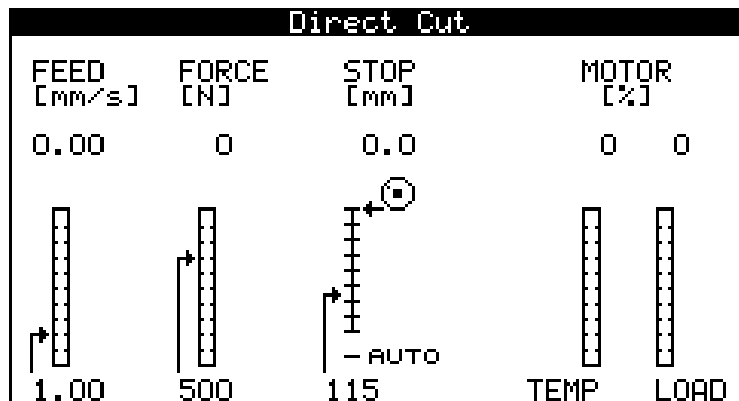 Direct Cut
FEED FORCE STOP MOTOR
[mm/s] [N] [mm] [%]
0.00 0 0.0 0 0
AUTO
1.00 500 115 TEMP LOAD